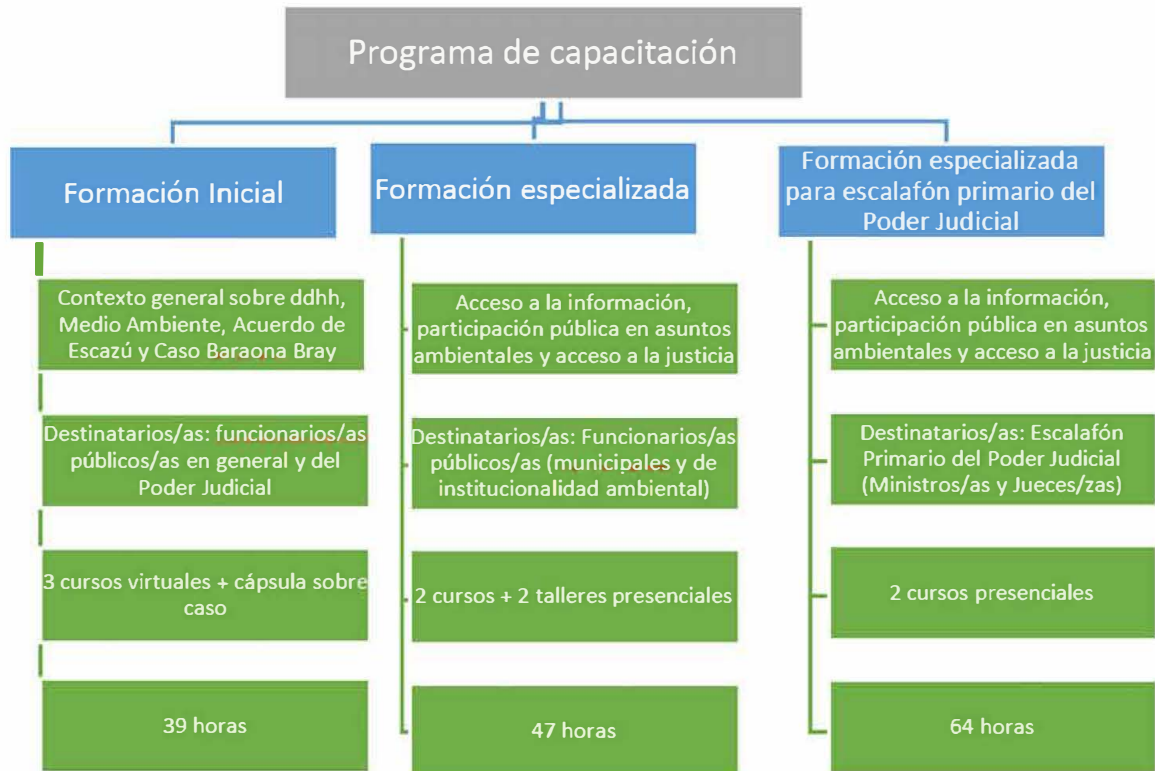 Programa de capacitación
Formación Inicial
Contexto general sobre ddhh,
Medio Ambiente, Acuerdo de
Escazú y Caso Baraona Bray
Destinatarios/as: funcionarios/as
públicos/as en general y del
Poder Judicial
3 cursos virtuales + cápsula sobre
caso
39 horas
Formación especializada
Acceso a la información,
participación pública en asuntos
ambientales y acceso a la justicia
Destinatarios/as: Funcionarios/as
públicos/as (municipales y de
institucionalidad ambiental)
2 cursos + 2 talleres presenciales
47 horas
Formación especializada
para escalafón primario del
Poder Judicial
Acceso a la información,
participación pública en asuntos
ambientales y acceso a la justicia
Destinatarios/as: Escalafón
Primario del Poder Judicial
(Ministros/as y Jueces/zas)
2 cursos presenciales
64 horas